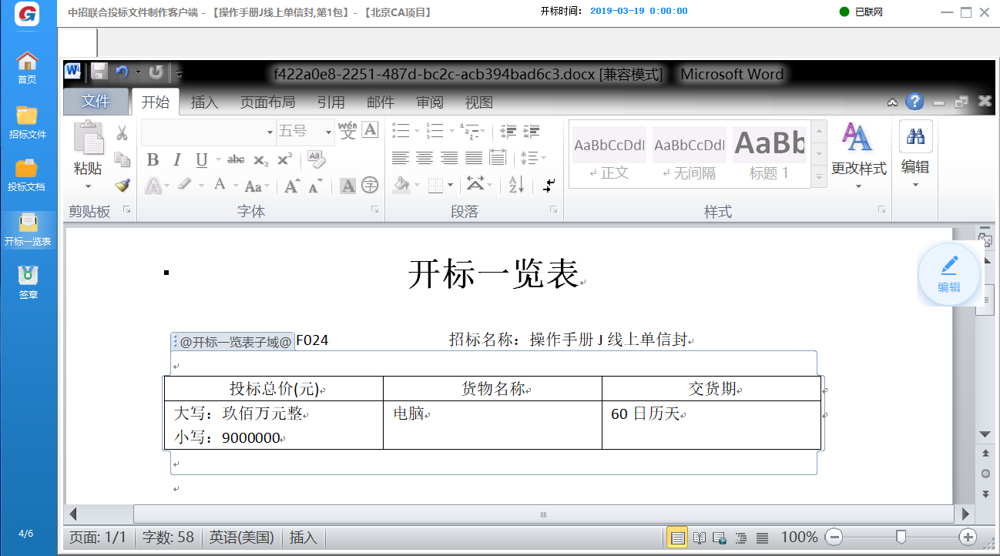 中招联合投标文件制作客户端 - 【操作手册J线上单信封,第1包】- 【北京CA项目】
开标时间： 2019-03-19 0:00:00
已联网
首页
招标文件
投标文档
开标一览表
签章
4/6
f422a0e8-2251-487d-bc2c-acb394bad6c3.docx [兼容模式] - Microsoft Word
文件 开始 插入 页面布局 引用 邮件 审阅 视图
粘贴
剪贴板
五号 wén 文 A
B I U abc x₂ x² AB
A A Aa A A A 字
字体
段落
AaBbCcDdI AaBbCcDdI AaBb
正文 无间隔 标题 1
更改样式
样式
编辑
编辑
开标一览表
@开标一览表子域@ F024 招标名称：操作手册 J 线上单信封
投标总价(元) 货物名称 交货期
大写：玖佰万元整 电脑 60 日历天
小写：9000000
页面: 1/1 字数: 58 英语(美国) 插入 100%